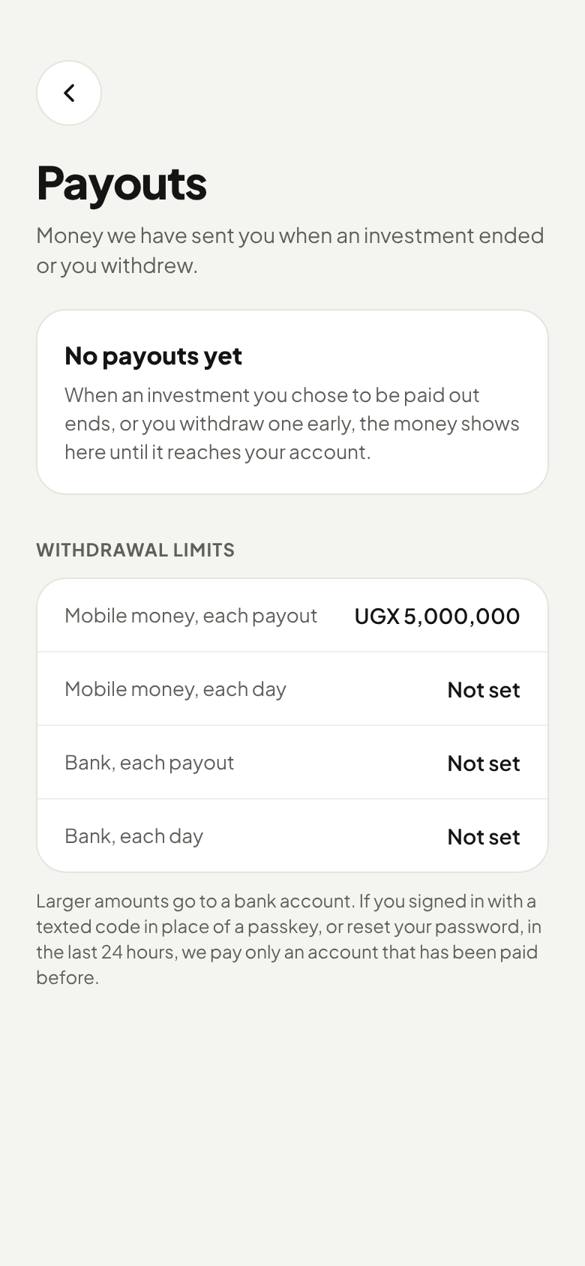 Payouts
Money we have sent you when an investment ended
or you withdrew.
No payouts yet
When an investment you chose to be paid out
ends, or you withdraw one early, the money shows
here until it reaches your account.
WITHDRAWAL LIMITS
Mobile money, each payout UGX 5,000,000
Mobile money, each day Not set
Bank, each payout Not set
Bank, each day Not set
Larger amounts go to a bank account. If you signed in with a
texted code in place of a passkey, or reset your password, in
the last 24 hours, we pay only an account that has been paid
before.